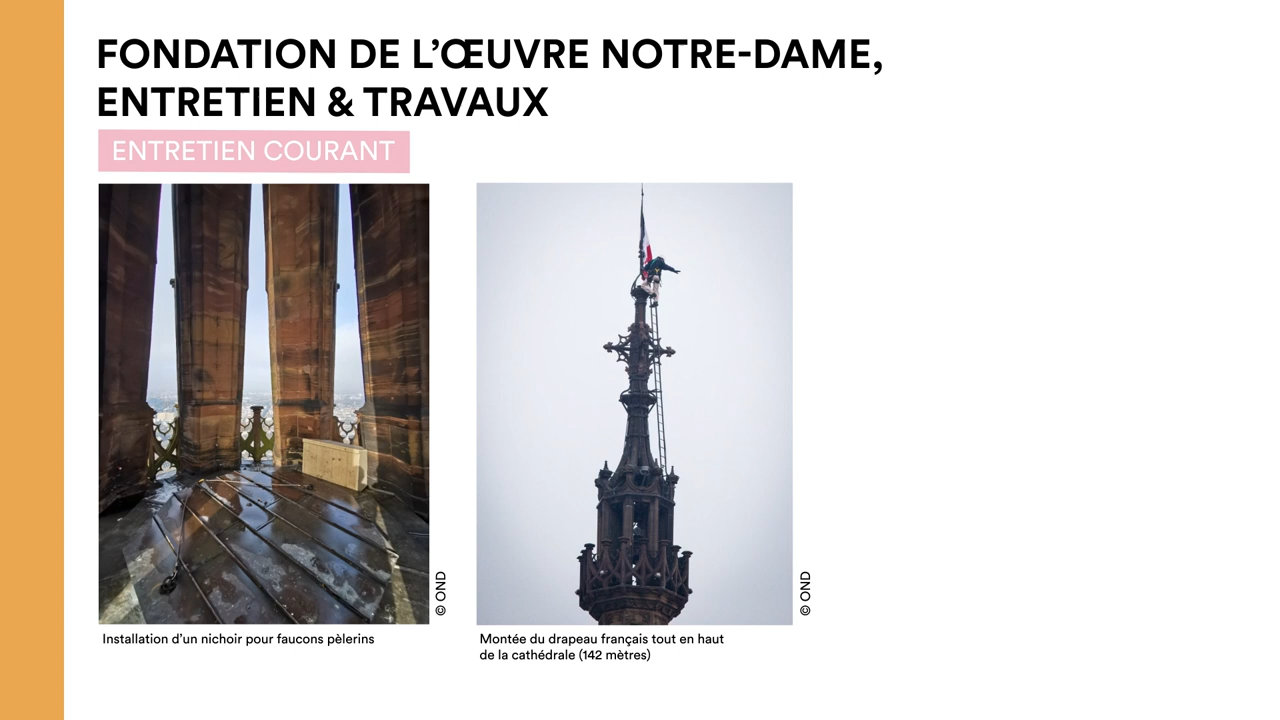 FONDATION DE L’ŒUVRE NOTRE-DAME,
ENTRETIEN & TRAVAUX
ENTRETIEN COURANT
© OND
Installation d’un nichoir pour faucons pèlerins
© OND
Montée du drapeau français tout en haut
de la cathédrale (142 mètres)